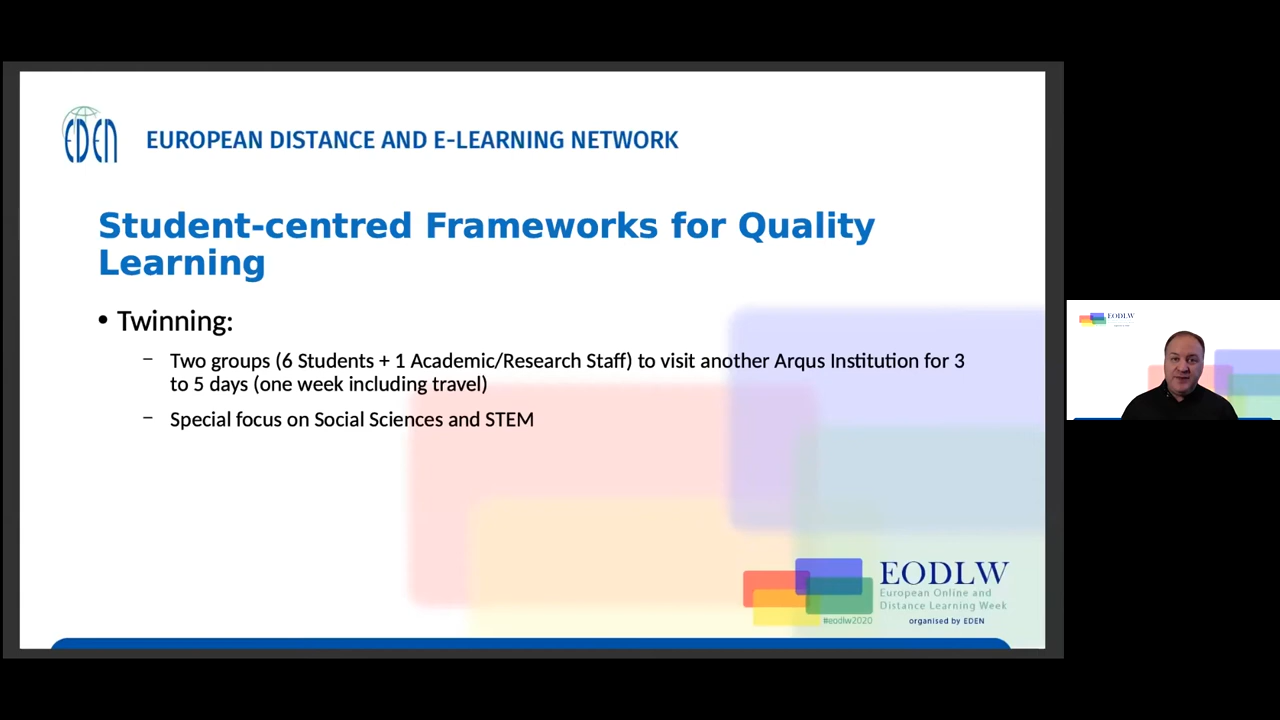 EDEN
EUROPEAN DISTANCE AND E-LEARNING NETWORK
Student-centred Frameworks for Quality
Learning
• Twinning:
– Two groups (6 Students + 1 Academic/Research Staff) to visit another Arqus Institution for 3
to 5 days (one week including travel)
– Special focus on Social Sciences and STEM
EODLW
European Online and
Distance Learning Week
#eodlw2020
organised by EDEN
EODLW